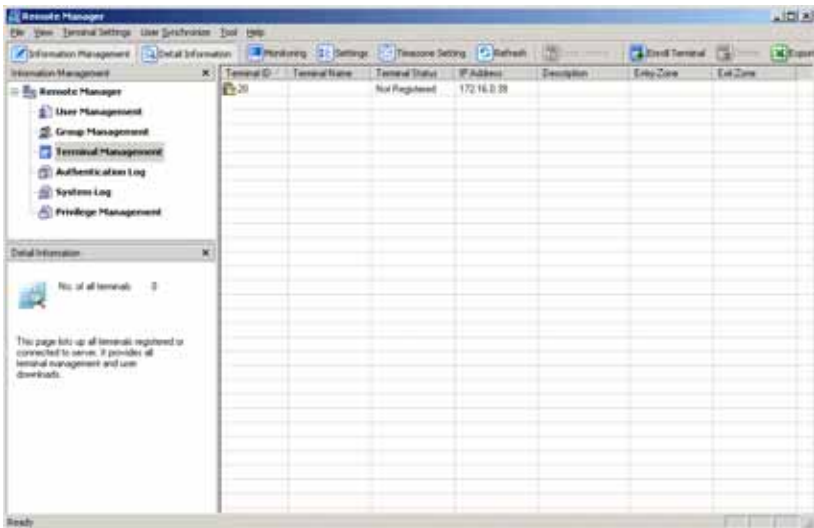 Remote Manager
File View Terminal Settings User Synchronize Tool Help
Information Management Detail Information Monitoring Settings Timezone Setting Refresh Enroll Terminal Export
Information Management
Terminal ID Terminal Name Terminal Status IP Address Description Entry Zone Exit Zone
20 Not Registered 172.16.0.39
Remote Manager
User Management
Group Management
Terminal Management
Authentication Log
System Log
Privilege Management
Detail Information
No. of all terminals 0
This page lists up all terminals registered or
connected to server. It provides all
terminal management and user
downloads.
Ready